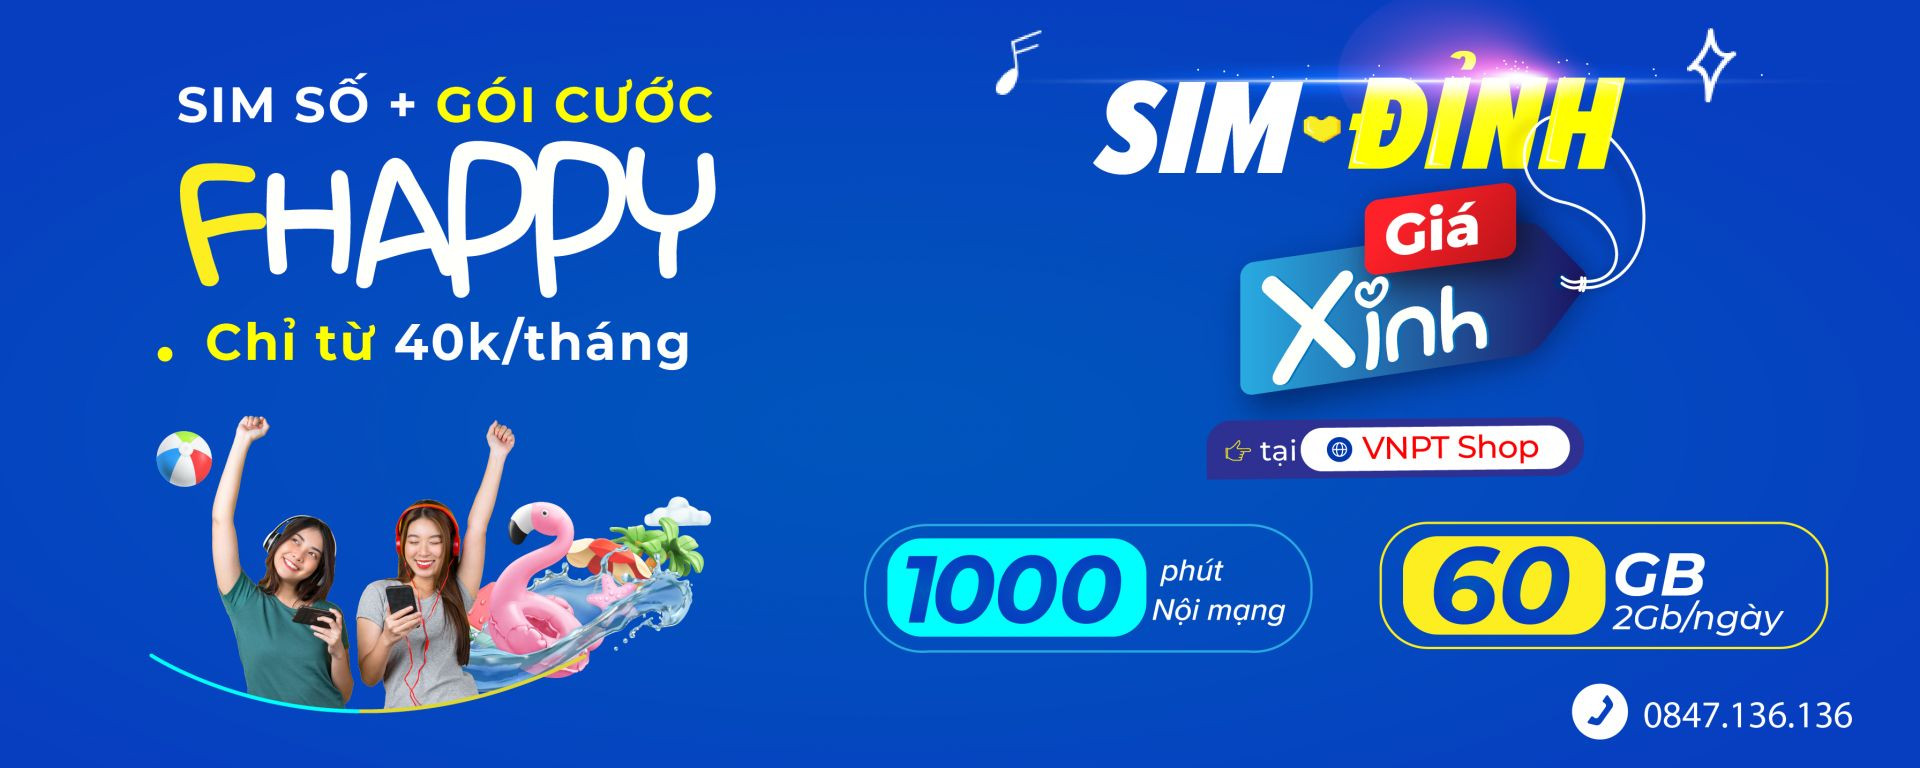 SIM SỐ + GÓI CƯỚC
FHAPPY
Chỉ từ 40k/tháng
SIM ĐỈNH
Giá
Xinh
tại VNPT Shop
1000 phút
Nội mạng
60 GB
2Gb/ngày
0847.136.136